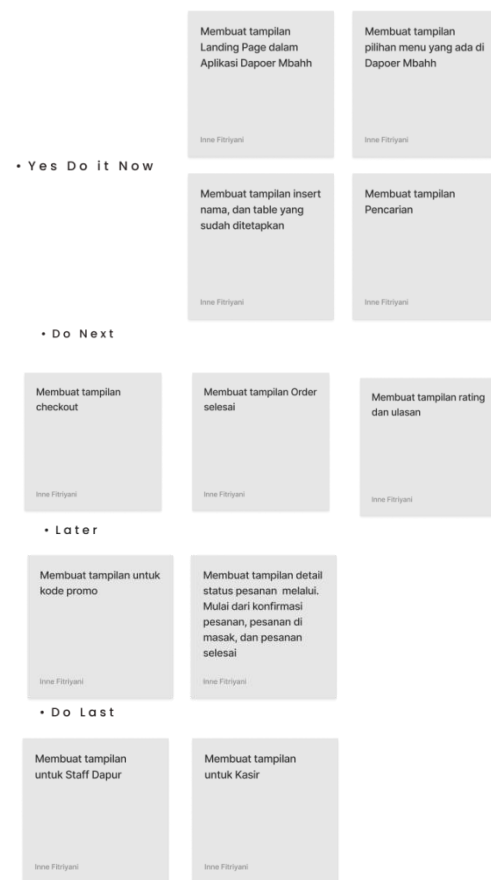 Membuat tampilan
Landing Page dalam
Aplikasi Dapoer Mbahh
Inne Fitriyani
Membuat tampilan
pilihan menu yang ada di
Dapoer Mbahh
Inne Fitriyani
• Yes Do it Now
Membuat tampilan insert
nama, dan table yang
sudah ditetapkan
Inne Fitriyani
Membuat tampilan
Pencarian
Inne Fitriyani
• Do Next
Membuat tampilan
checkout
Inne Fitriyani
Membuat tampilan Order
selesai
Inne Fitriyani
Membuat tampilan rating
dan ulasan
Inne Fitriyani
• Later
Membuat tampilan untuk
kode promo
Inne Fitriyani
Membuat tampilan detail
status pesanan melalui.
Mulai dari konfirmasi
pesanan, pesanan di
masak, dan pesanan
selesai
Inne Fitriyani
• Do Last
Membuat tampilan
untuk Staff Dapur
Inne Fitriyani
Membuat tampilan
untuk Kasir
Inne Fitriyani